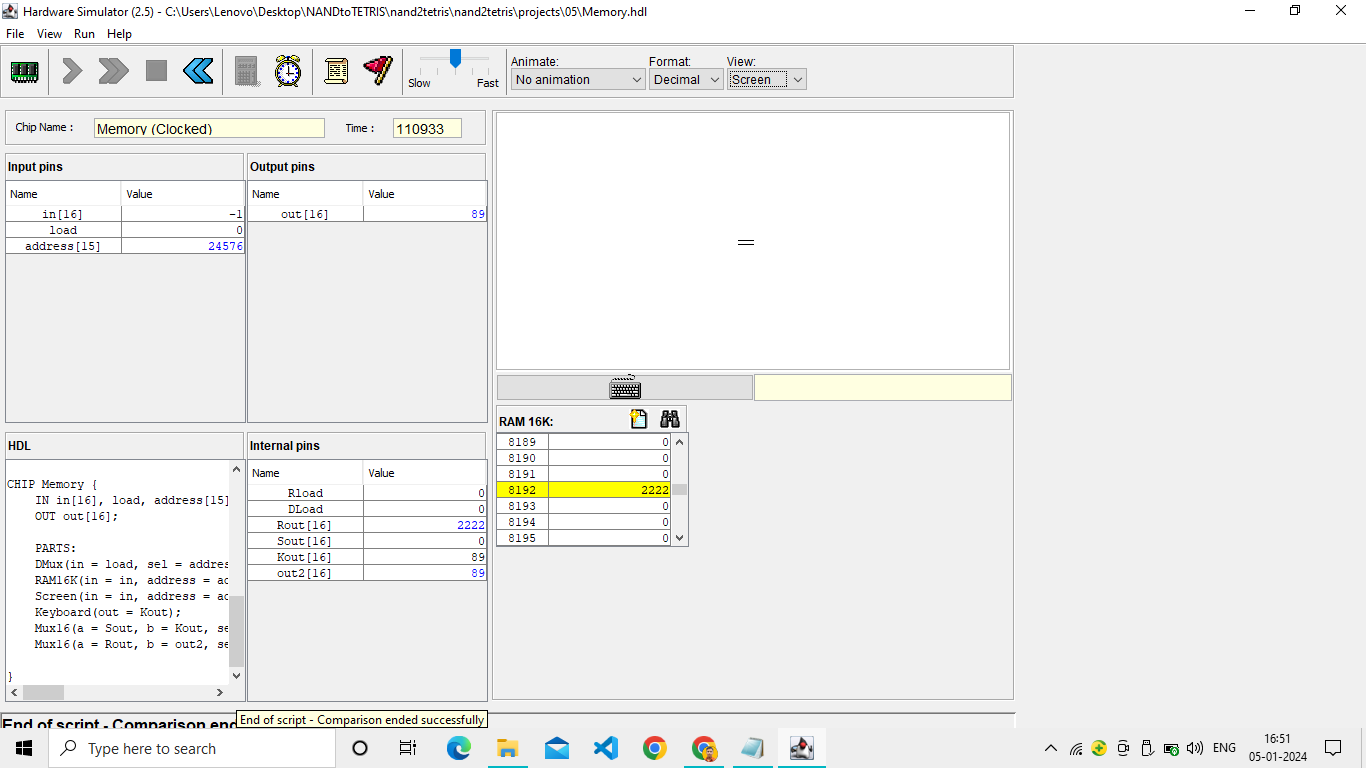 Hardware Simulator (2.5) - C:\Users\Lenovo\Desktop\NANDtoTETRIS\nand2tetris\nand2tetris\projects\05\Memory.hdl
File View Run Help
Slow Fast
Animate: Format: View:
No animation Decimal Screen
Chip Name : Memory (Clocked) Time : 110933
Input pins
Name Value
in[16] -1
load 0
address[15] 24576
Output pins
Name Value
out[16] 89
HDL
CHIP Memory {
IN in[16], load, address[15]
OUT out[16];
PARTS:
DMux(in = load, sel = addres
RAM16K(in = in, address = ad
Screen(in = in, address = ad
Keyboard(out = Kout);
Mux16(a = Sout, b = Kout, se
Mux16(a = Rout, b = out2, se
}
Internal pins
Name Value
Rload 0
DLoad 0
Rout[16] 2222
Sout[16] 0
Kout[16] 89
out2[16] 89
RAM 16K:
8189 0
8190 0
8191 0
8192 2222
8193 0
8194 0
8195 0
End of script - Comparison end
End of script - Comparison ended successfully
Type here to search
ENG
16:51
05-01-2024